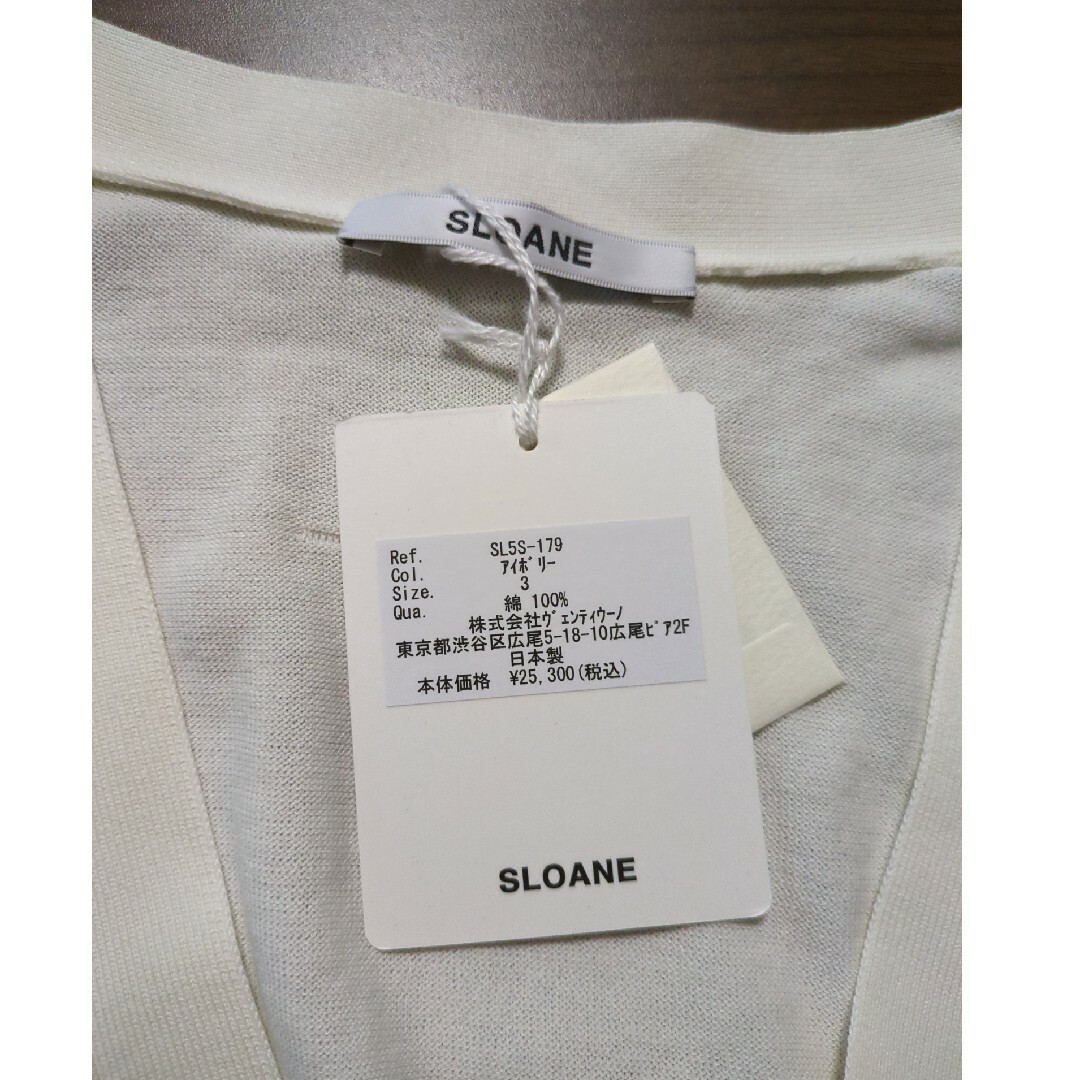 SLOANE
Ref. SL5S-179
Col. ｱｲﾎﾞﾘｰ
Size. 3
Qua. 綿 100%
株式会社ｳﾞｪﾝﾃｨｳｰﾉ
東京都渋谷区広尾5-18-10広尾ﾋﾟｱ2F
日本製
本体価格 ¥25,300(税込)
SLOANE